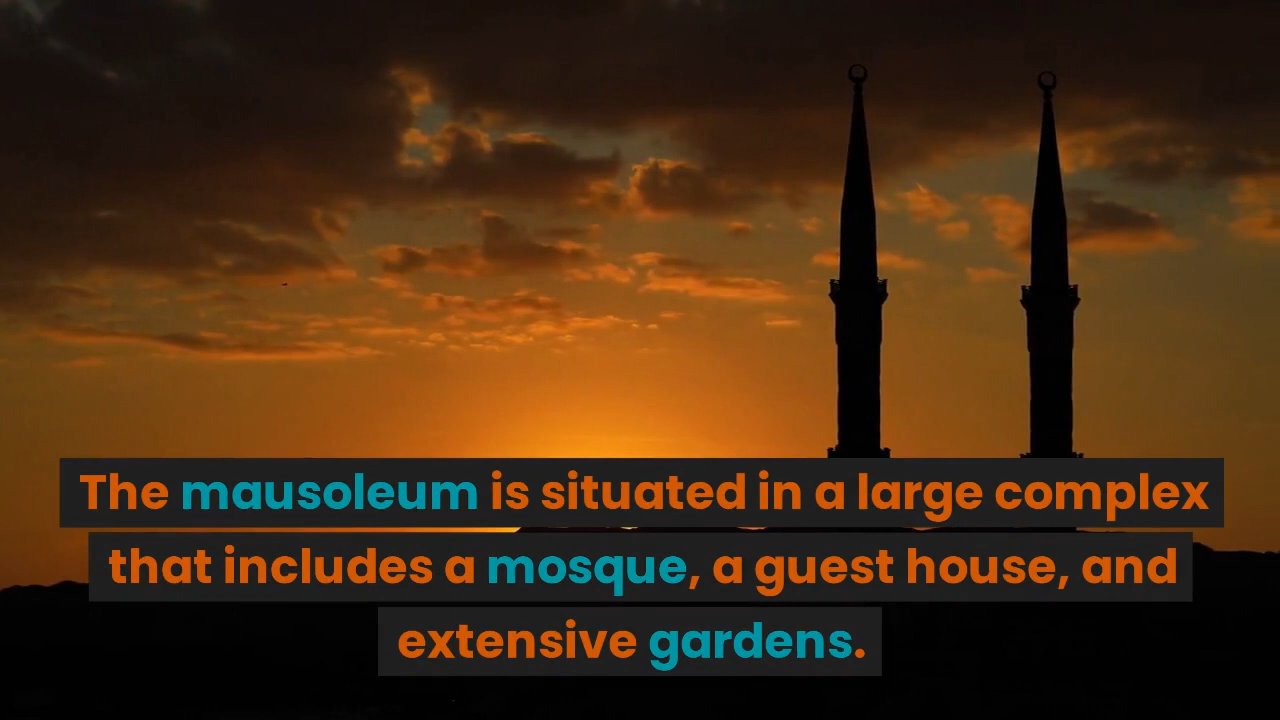 The mausoleum is situated in a large complex
that includes a mosque, a guest house, and
extensive gardens.